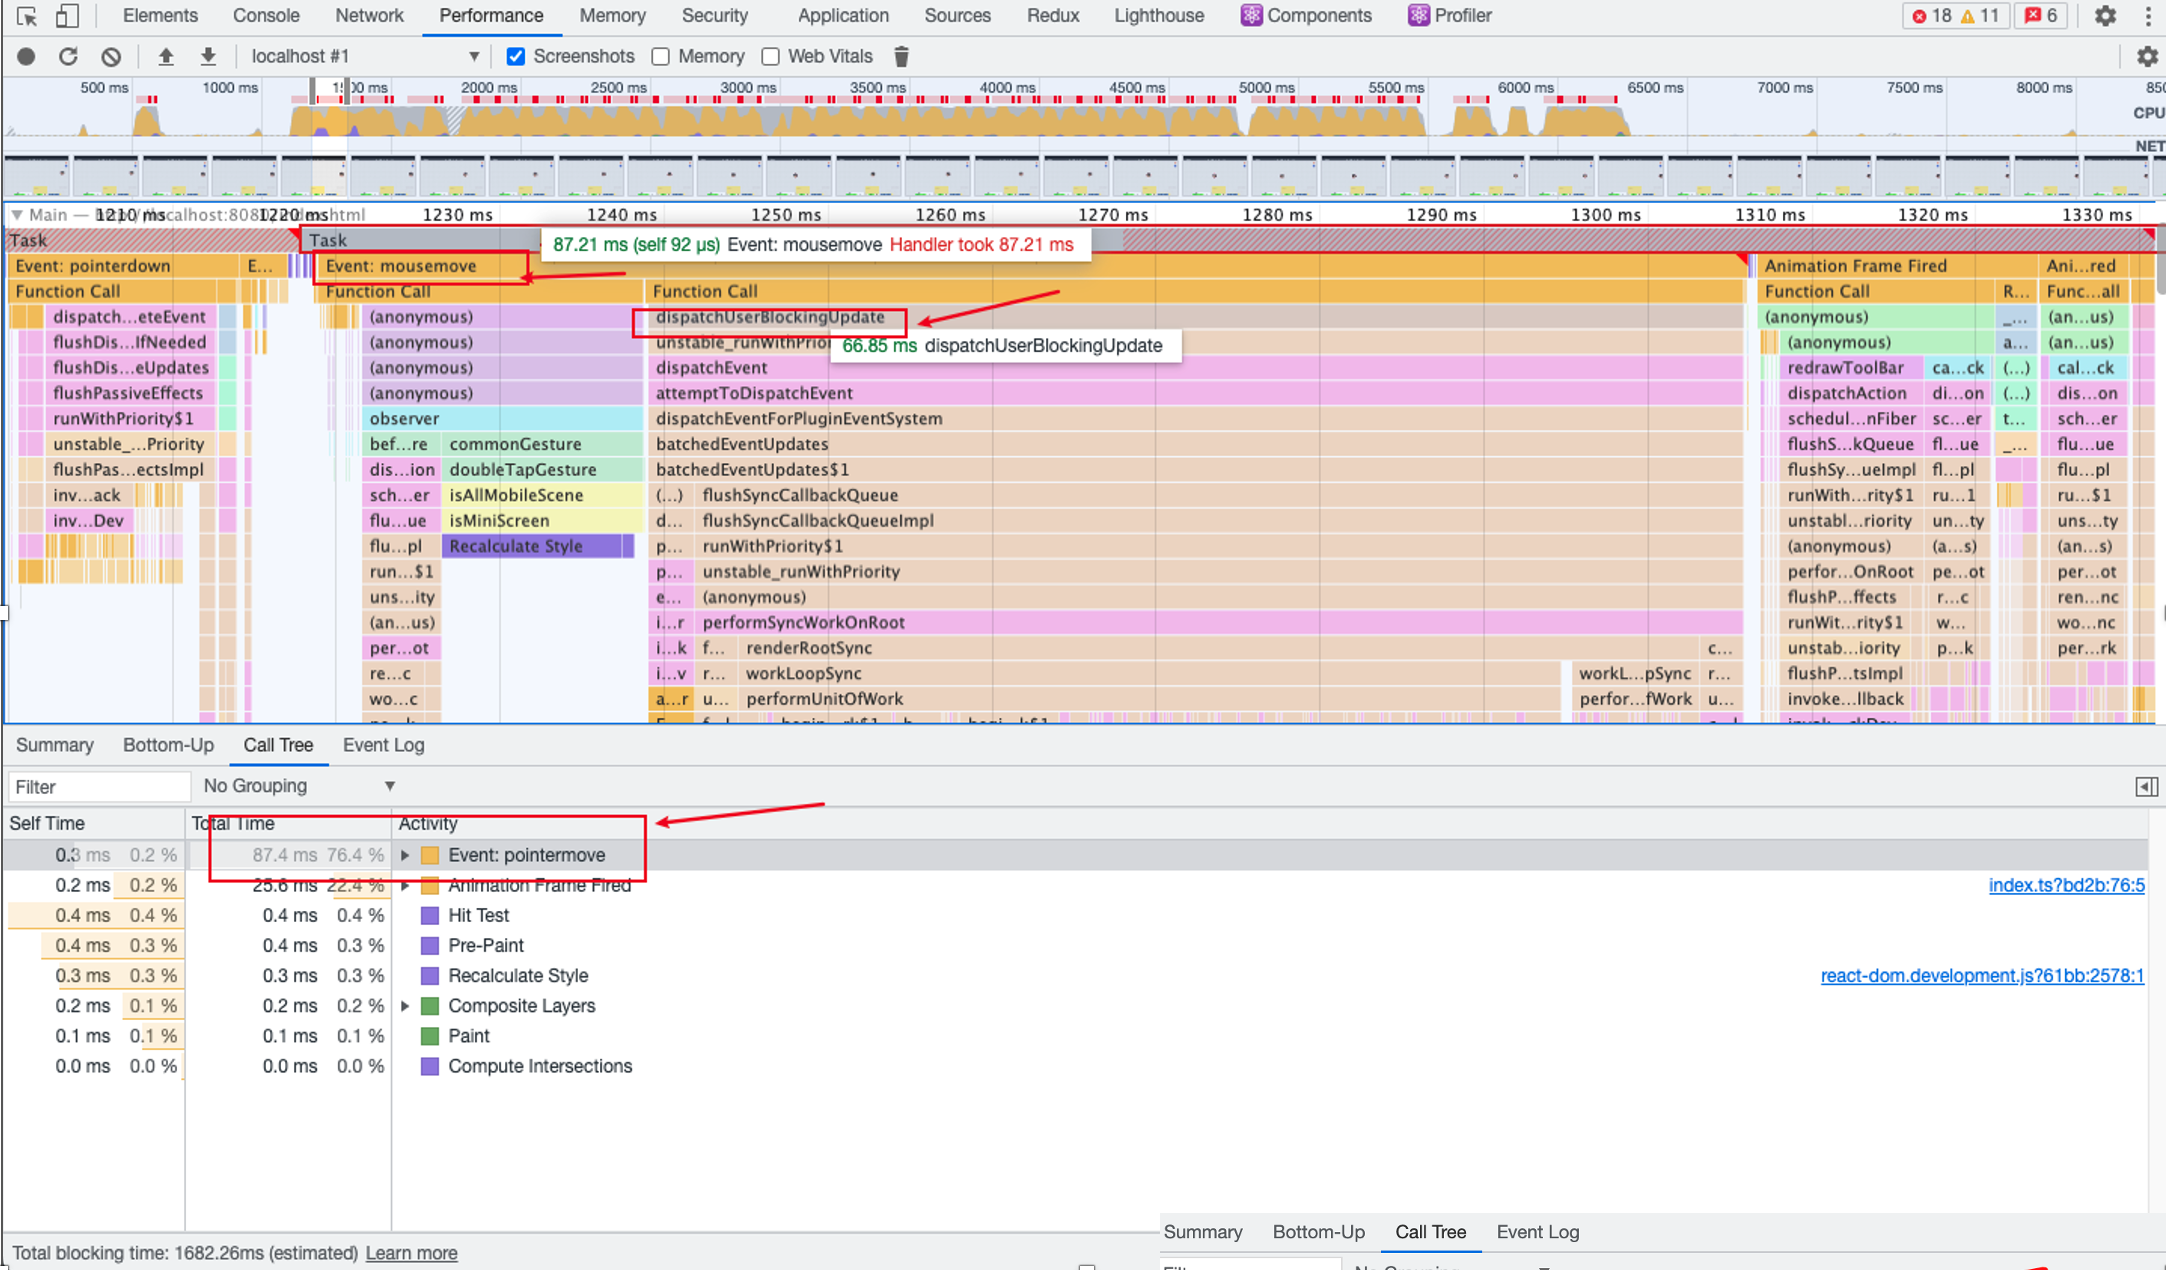 Elements Console Network Performance Memory Security Application Sources Redux Lighthouse Components Profiler 18 11 6
localhost #1 Screenshots Memory Web Vitals
500 ms 1000 ms 2000 ms 2500 ms 3000 ms 3500 ms 4000 ms 4500 ms 5000 ms 5500 ms 6000 ms 6500 ms 7000 ms 7500 ms 8000 ms
CPU
NET
Main — 1210 ms localhost:808 1220 ms html 1230 ms 1240 ms 1250 ms 1260 ms 1270 ms 1280 ms 1290 ms 1300 ms 1310 ms 1320 ms 1330 ms
Task Task
87.21 ms (self 92 μs) Event: mousemove Handler took 87.21 ms
Event: pointerdown E... Event: mousemove Animation Frame Fired Ani...red
Function Call Function Call Function Call Function Call R... Func...all
dispatch...eteEvent (anonymous) dispatchUserBlockingUpdate (anonymous) _... (an...us)
flushDis...IfNeeded (anonymous) unstable_runWithPrior (anonymous) a... (an...us)
66.85 ms dispatchUserBlockingUpdate
flushDis...eUpdates (anonymous) dispatchEvent redrawToolBar ca...ck (...) cal...ck
flushPassiveEffects (anonymous) attemptToDispatchEvent dispatchAction di...on (...) dis...on
runWithPriority$1 observer dispatchEventForPluginEventSystem schedul...nFiber sc...er t... sch...er
unstable_...Priority bef...re commonGesture batchedEventUpdates flushS...kQueue fl...ue _... flu...ue
flushPas...ectsImpl dis...ion doubleTapGesture batchedEventUpdates$1 flushSy...ueImpl fl...pl flu...pl
inv...ack sch...er isAllMobileScene (...) flushSyncCallbackQueue runWith...rity$1 ru...1 ru...$1
inv...Dev flu...ue isMiniScreen d... flushSyncCallbackQueueImpl unstabl...riority un...ty uns...ty
flu...pl Recalculate Style p... runWithPriority$1 (anonymous) (a...s) (an...s)
run...$1 p... unstable_runWithPriority perfor...OnRoot pe...ot per...ot
uns...ity e... (anonymous) flushP...ffects r...c ren...nc
(an...us) i...r performSyncWorkOnRoot runWit...rity$1 w... wo...nc
per...ot i...k f... renderRootSync c... unstab...iority p...k per...rk
re...c i...v r... workLoopSync workL...pSync r... flushP...tsImpl
wo...c a...r u... performUnitOfWork perfor...fWork u... invoke...llback
Summary Bottom-Up Call Tree Event Log
Filter No Grouping
Self Time Total Time Activity
0.3 ms 0.2 % 87.4 ms 76.4 % Event: pointermove
0.2 ms 0.2 % 25.6 ms 22.4 % Animation Frame Fired index.ts?bd2b:76:5
0.4 ms 0.4 % 0.4 ms 0.4 % Hit Test
0.4 ms 0.3 % 0.4 ms 0.3 % Pre-Paint
0.3 ms 0.3 % 0.3 ms 0.3 % Recalculate Style react-dom.development.js?61bb:2578:1
0.2 ms 0.1 % 0.2 ms 0.2 % Composite Layers
0.1 ms 0.1 % 0.1 ms 0.1 % Paint
0.0 ms 0.0 % 0.0 ms 0.0 % Compute Intersections
Summary Bottom-Up Call Tree Event Log
Total blocking time: 1682.26ms (estimated) Learn more